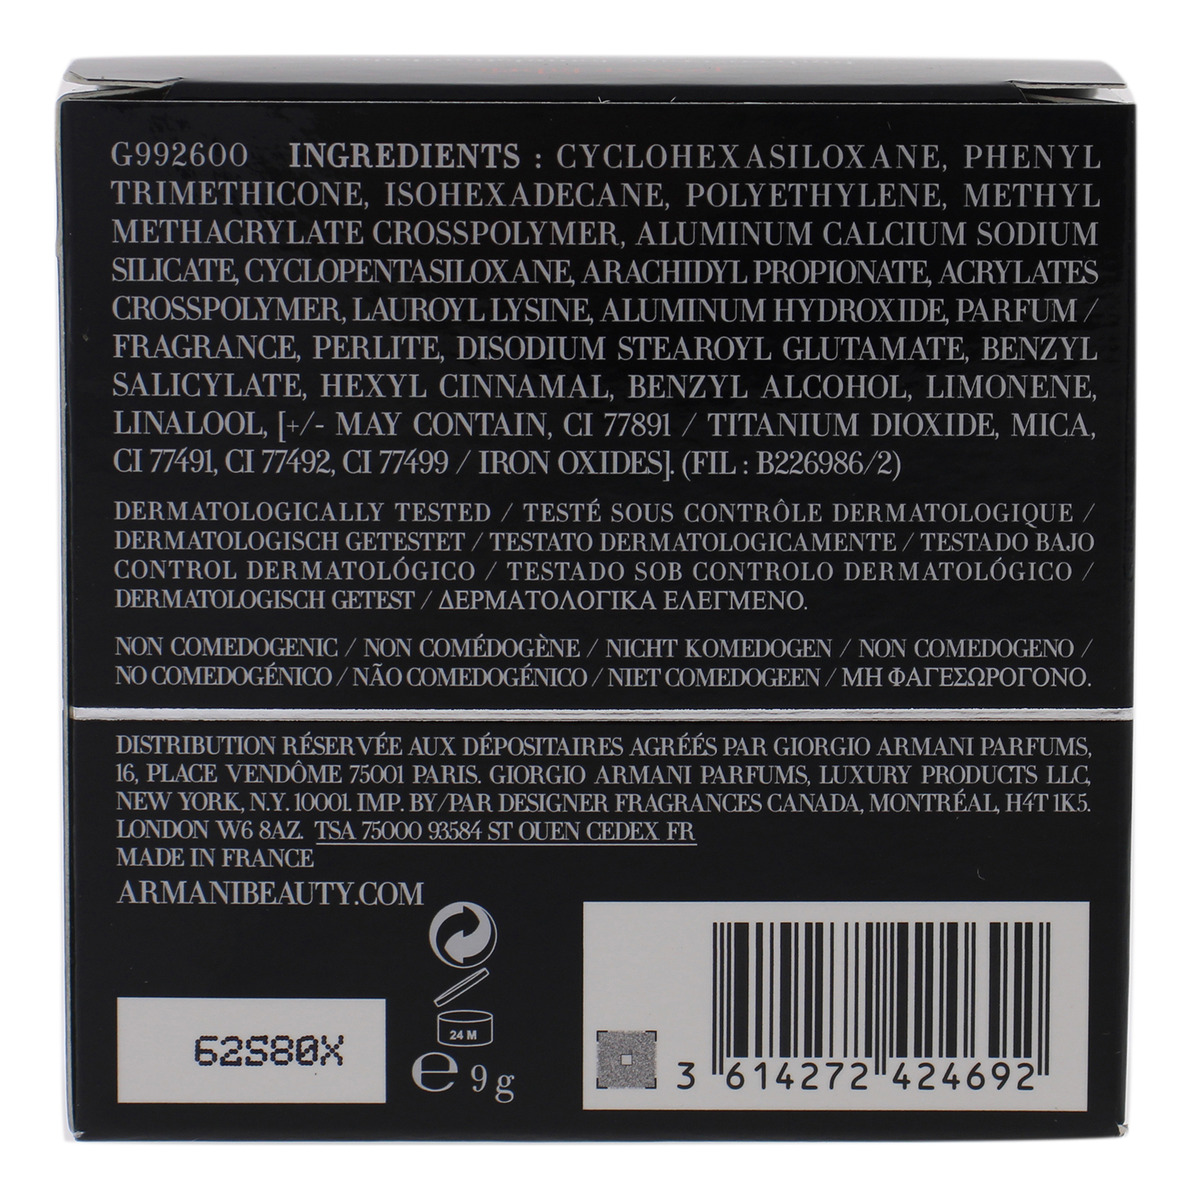 G992600 INGREDIENTS : CYCLOHEXASILOXANE, PHENYL
TRIMETHICONE, ISOHEXADECANE, POLYETHYLENE, METHYL
METHACRYLATE CROSSPOLYMER, ALUMINUM CALCIUM SODIUM
SILICATE, CYCLOPENTASILOXANE, ARACHIDYL PROPIONATE, ACRYLATES
CROSSPOLYMER, LAUROYL LYSINE, ALUMINUM HYDROXIDE, PARFUM /
FRAGRANCE, PERLITE, DISODIUM STEAROYL GLUTAMATE, BENZYL
SALICYLATE, HEXYL CINNAMAL, BENZYL ALCOHOL, LIMONENE,
LINALOOL, [+/- MAY CONTAIN, CI 77891 / TITANIUM DIOXIDE, MICA,
CI 77491, CI 77492, CI 77499 / IRON OXIDES]. (FIL : B226986/2)
DERMATOLOGICALLY TESTED / TESTÉ SOUS CONTRÔLE DERMATOLOGIQUE /
DERMATOLOGISCH GETESTET / TESTATO DERMATOLOGICAMENTE / TESTADO BAJO
CONTROL DERMATOLÓGICO / TESTADO SOB CONTROLO DERMATOLÓGICO /
DERMATOLOGISCH GETEST / ΔΕΡΜΑΤΟΛΟΓΙΚΑ ΕΛΕΓΜΕΝΟ.
NON COMEDOGENIC / NON COMÉDOGÈNE / NICHT KOMEDOGEN / NON COMEDOGENO /
NO COMEDOGÉNICO / NÃO COMEDOGÉNICO / NIET COMEDOGEEN / ΜΗ ΦΑΓΕΣΩΡΟΓΟΝΟ.
DISTRIBUTION RÉSERVÉE AUX DÉPOSITAIRES AGRÉÉS PAR GIORGIO ARMANI PARFUMS,
16, PLACE VENDÔME 75001 PARIS. GIORGIO ARMANI PARFUMS, LUXURY PRODUCTS LLC,
NEW YORK, N.Y. 10001. IMP. BY/PAR DESIGNER FRAGRANCES CANADA, MONTRÉAL, H4T 1K5.
LONDON W6 8AZ. TSA 75000 93584 ST OUEN CEDEX FR
MADE IN FRANCE
ARMANIBEAUTY.COM
62S80X
24 M
℮ 9 g
3 614272 424692